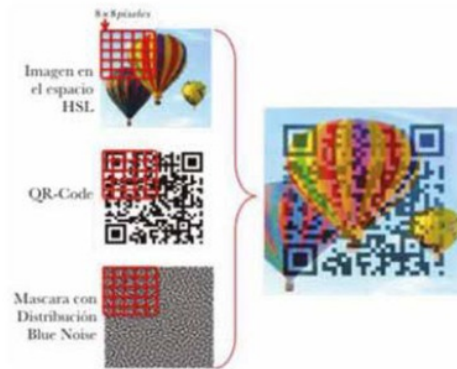 8 × 8 pixeles
Imagen en
el espacio
HSL
QR-Code
Mascara con
Distribución
Blue Noise